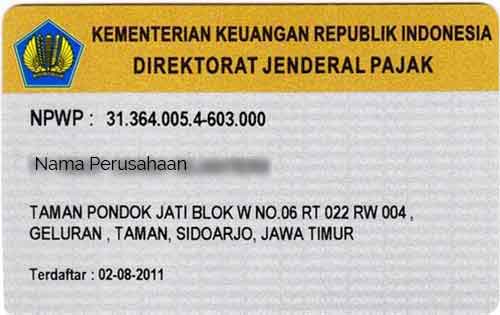 KEMENTERIAN KEUANGAN REPUBLIK INDONESIA
DIREKTORAT JENDERAL PAJAK
NPWP : 31.364.005.4-603.000
Nama Perusahaan
TAMAN PONDOK JATI BLOK W NO.06 RT 022 RW 004 ,
GELURAN , TAMAN, SIDOARJO, JAWA TIMUR
Terdaftar : 02-08-2011